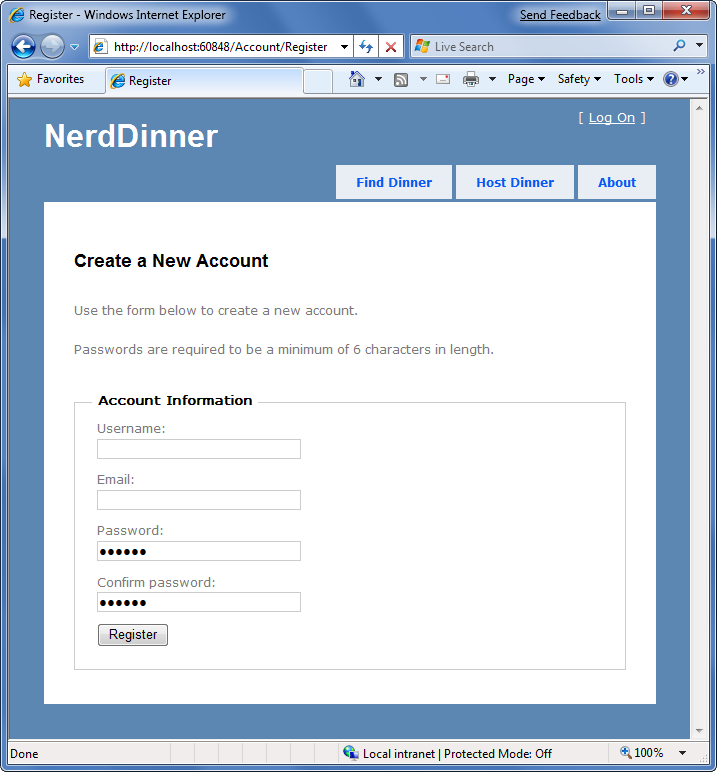 Register - Windows Internet Explorer
Send Feedback
http://localhost:60848/Account/Register
Live Search
Favorites
Register
Page
Safety
Tools
[ Log On ]
NerdDinner
Find Dinner
Host Dinner
About
Create a New Account
Use the form below to create a new account.
Passwords are required to be a minimum of 6 characters in length.
Account Information
Username:
Email:
Password:
●●●●●●
Confirm password:
●●●●●●
Register
Done
Local intranet | Protected Mode: Off
100%